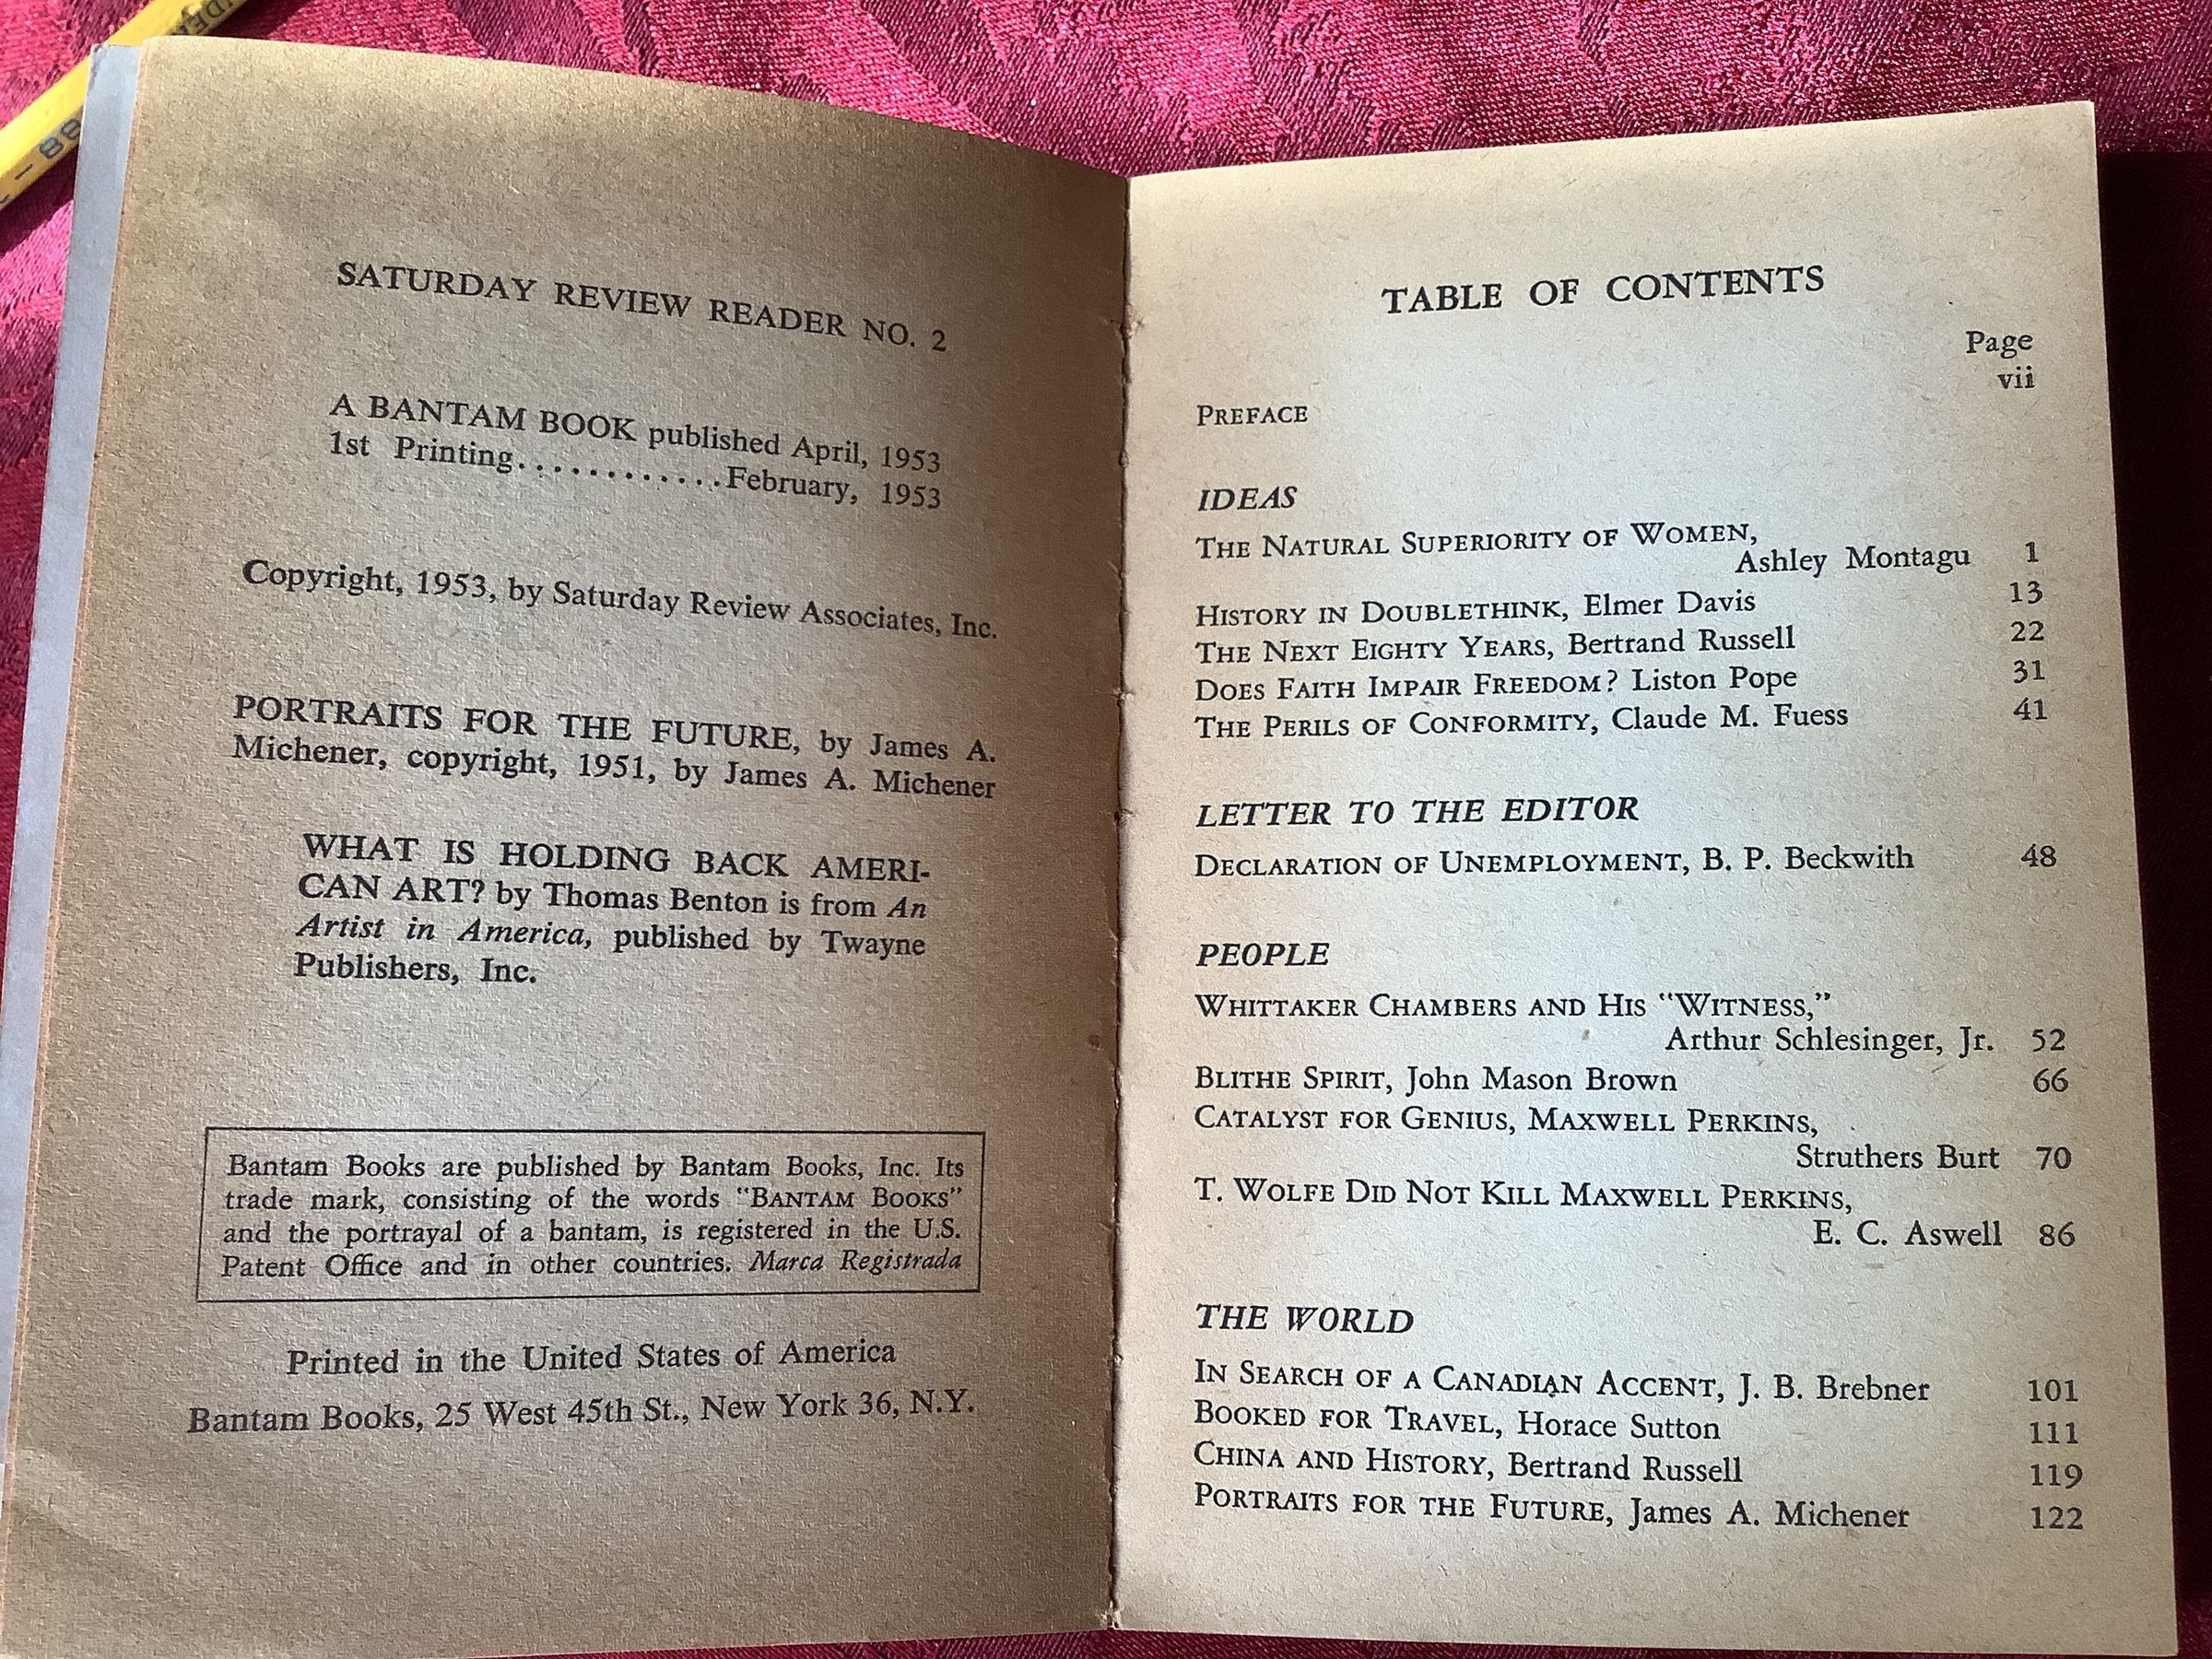 SATURDAY REVIEW READER NO. 2
A BANTAM BOOK published April, 1953
1st Printing............February, 1953
Copyright, 1953, by Saturday Review Associates, Inc.
PORTRAITS FOR THE FUTURE, by James A.
Michener, copyright, 1951, by James A. Michener
WHAT IS HOLDING BACK AMERI-
CAN ART? by Thomas Benton is from An
Artist in America, published by Twayne
Publishers, Inc.
Bantam Books are published by Bantam Books, Inc. Its
trade mark, consisting of the words "BANTAM BOOKS"
and the portrayal of a bantam, is registered in the U.S.
Patent Office and in other countries. Marca Registrada
Printed in the United States of America
Bantam Books, 25 West 45th St., New York 36, N.Y.
TABLE OF CONTENTS
Page
vii
PREFACE
IDEAS
THE NATURAL SUPERIORITY OF WOMEN,
Ashley Montagu 1
HISTORY IN DOUBLETHINK, Elmer Davis 13
THE NEXT EIGHTY YEARS, Bertrand Russell 22
DOES FAITH IMPAIR FREEDOM? Liston Pope 31
THE PERILS OF CONFORMITY, Claude M. Fuess 41
LETTER TO THE EDITOR
DECLARATION OF UNEMPLOYMENT, B. P. Beckwith 48
PEOPLE
WHITTAKER CHAMBERS AND HIS "WITNESS,"
Arthur Schlesinger, Jr. 52
BLITHE SPIRIT, John Mason Brown 66
CATALYST FOR GENIUS, MAXWELL PERKINS,
Struthers Burt 70
T. WOLFE DID NOT KILL MAXWELL PERKINS,
E. C. Aswell 86
THE WORLD
IN SEARCH OF A CANADIAN ACCENT, J. B. Brebner 101
BOOKED FOR TRAVEL, Horace Sutton 111
CHINA AND HISTORY, Bertrand Russell 119
PORTRAITS FOR THE FUTURE, James A. Michener 122